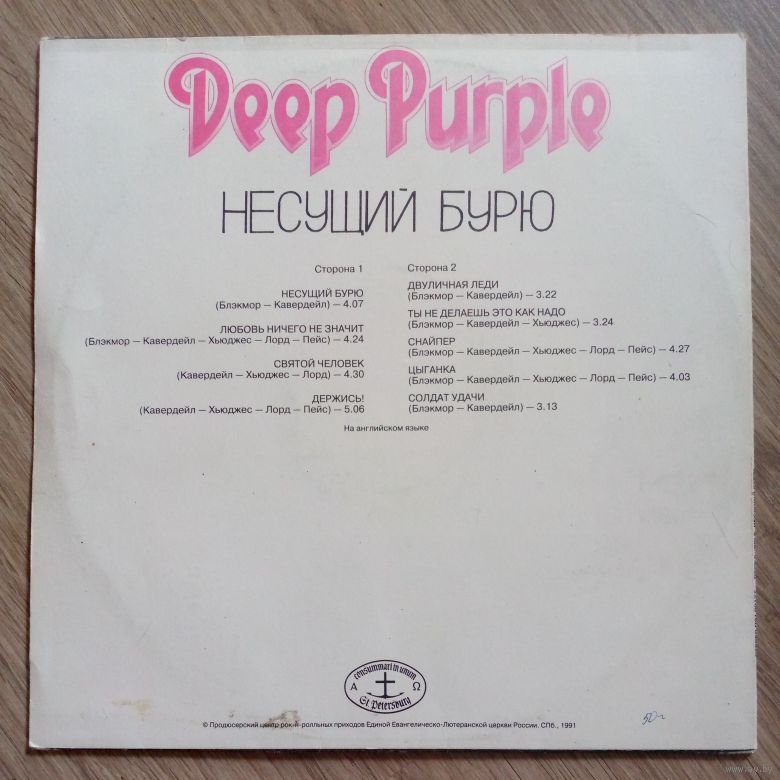 Deep Purple
НЕСУЩИЙ БУРЮ
Сторона 1
НЕСУЩИЙ БУРЮ
(Блэкмор — Кавердейл) — 4.07
ЛЮБОВЬ НИЧЕГО НЕ ЗНАЧИТ
(Блэкмор — Кавердейл — Хьюджес — Лорд — Пейс) — 4.24
СВЯТОЙ ЧЕЛОВЕК
(Кавердейл — Хьюджес — Лорд) — 4.30
ДЕРЖИСЬ!
(Кавердейл — Хьюджес — Лорд — Пейс) — 5.06
Сторона 2
ДВУЛИЧНАЯ ЛЕДИ
(Блэкмор — Кавердейл) — 3.22
ТЫ НЕ ДЕЛАЕШЬ ЭТО КАК НАДО
(Блэкмор — Кавердейл — Хьюджес) — 3.24
СНАЙПЕР
(Блэкмор — Кавердейл — Хьюджес — Лорд — Пейс) — 4.27
ЦЫГАНКА
(Блэкмор — Кавердейл — Хьюджес — Лорд — Пейс) — 4.03
СОЛДАТ УДАЧИ
(Блэкмор — Кавердейл) — 3.13
На английском языке
consummari in unum
Α Ω
St. Petersburg
© Продюсерский центр рок-н-ролльных приходов Единой Евангелическо-Лютеранской церкви России. СПб., 1991